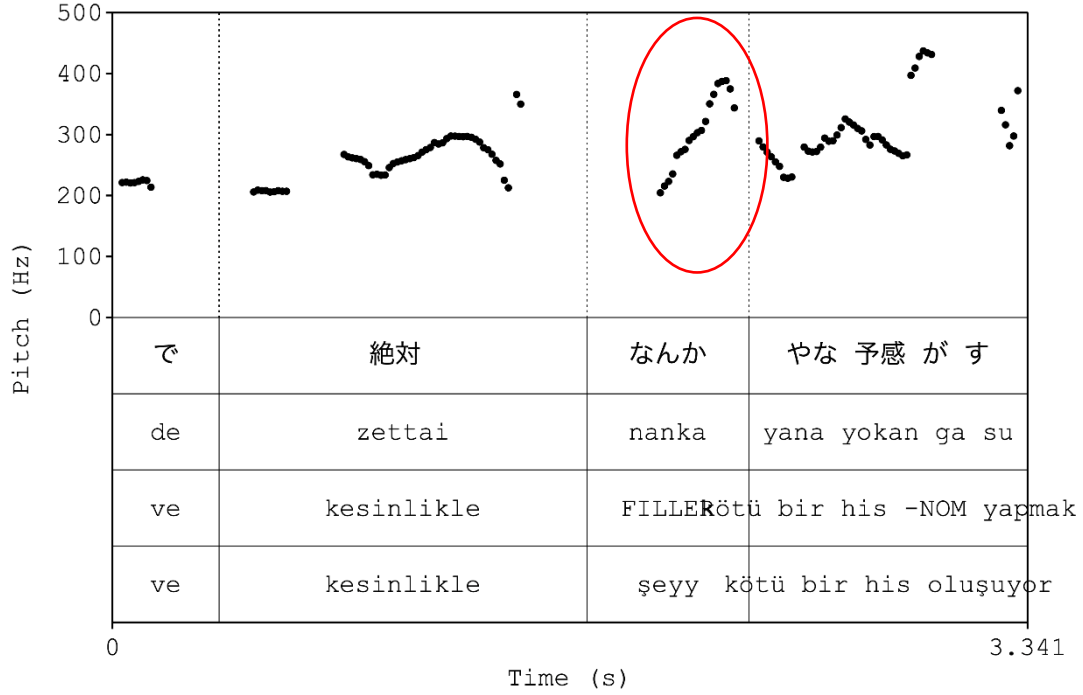 500
400
300
200
100
0
Pitch (Hz)
で 絶対 なんか やな 予感 が す
de zettai nanka yana yokan ga su
ve kesinlikle FILLER kötü bir his -NOM yapmak
ve kesinlikle şeyy kötü bir his oluşuyor
0 3.341
Time (s)